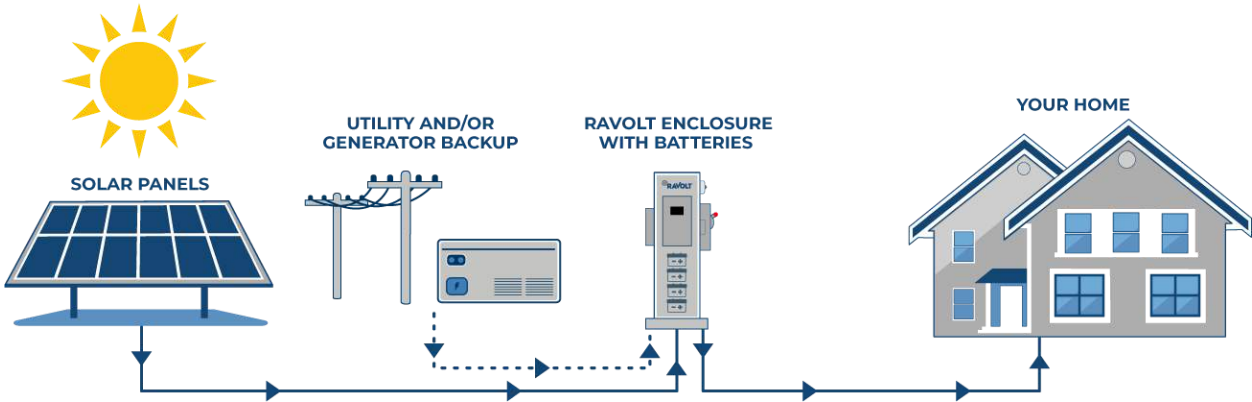 SOLAR PANELS
UTILITY AND/OR
GENERATOR BACKUP
RAVOLT ENCLOSURE
WITH BATTERIES
RAVOLT
- +
- +
- +
- +
YOUR HOME